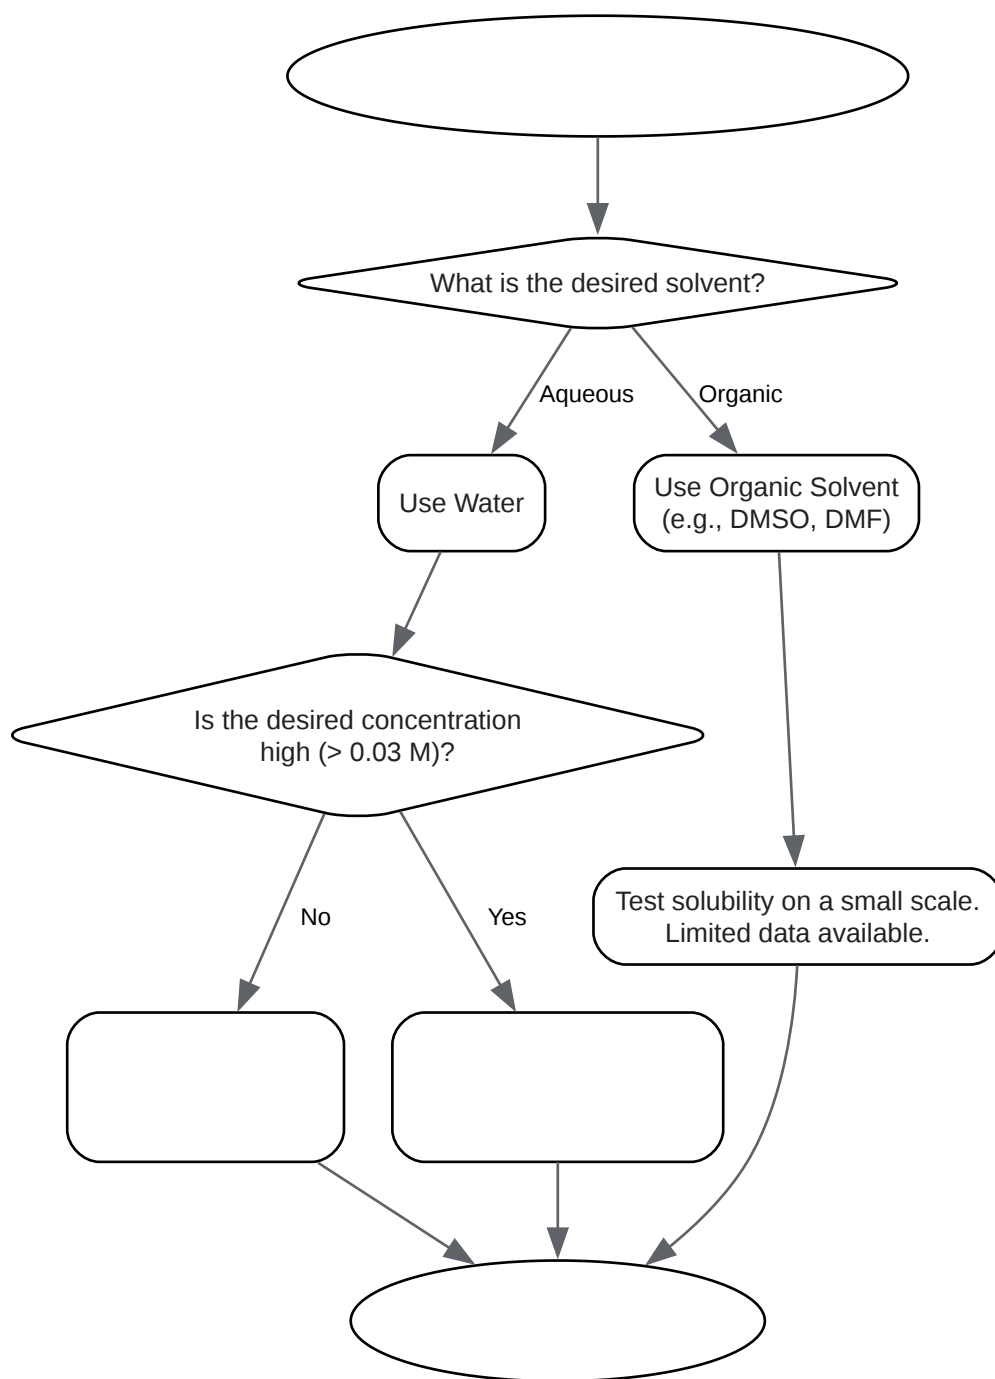 What is the desired solvent?
Aqueous
Organic
Use Water
Use Organic Solvent
(e.g., DMSO, DMF)
Is the desired concentration
high (> 0.03 M)?
Test solubility on a small scale.
Limited data available.
No
Yes